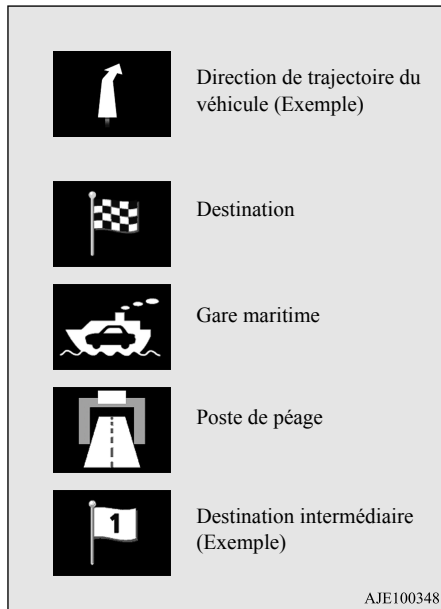 Direction de trajectoire du
véhicule (Exemple)
Destination
Gare maritime
Poste de péage
1
Destination intermédiaire
(Exemple)
AJE100348